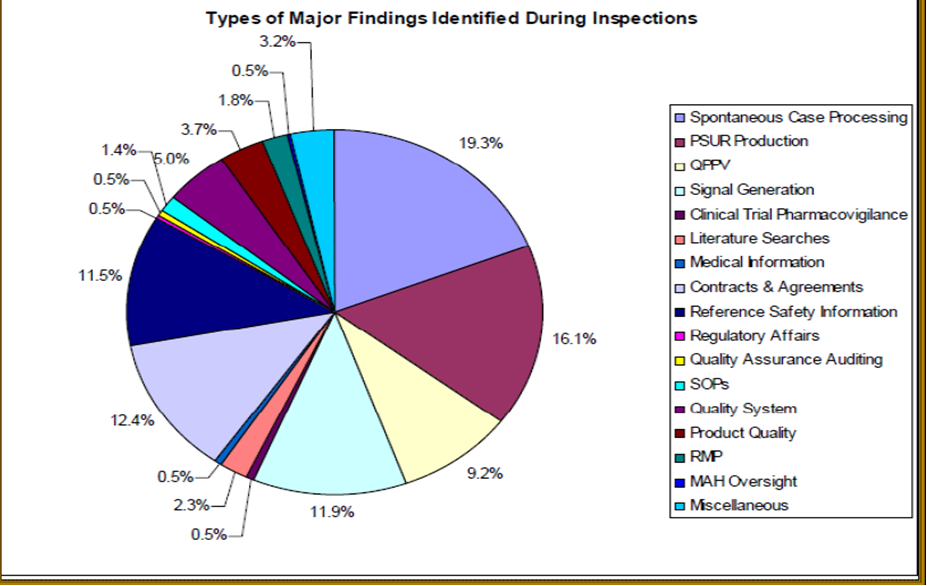 Types of Major Findings Identified During Inspections
3.2%
0.5%
1.8%
3.7%
5.0%
1.4%
0.5%
0.5%
11.5%
12.4%
0.5%
2.3%
0.5%
11.9%
9.2%
16.1%
19.3%
Spontaneous Case Processing
PSUR Production
QPPV
Signal Generation
Clinical Trial Pharmacovigilance
Literature Searches
Medical Information
Contracts & Agreements
Reference Safety Information
Regulatory Affairs
Quality Assurance Auditing
SOPs
Quality System
Product Quality
RMP
MAH Oversight
Miscellaneous